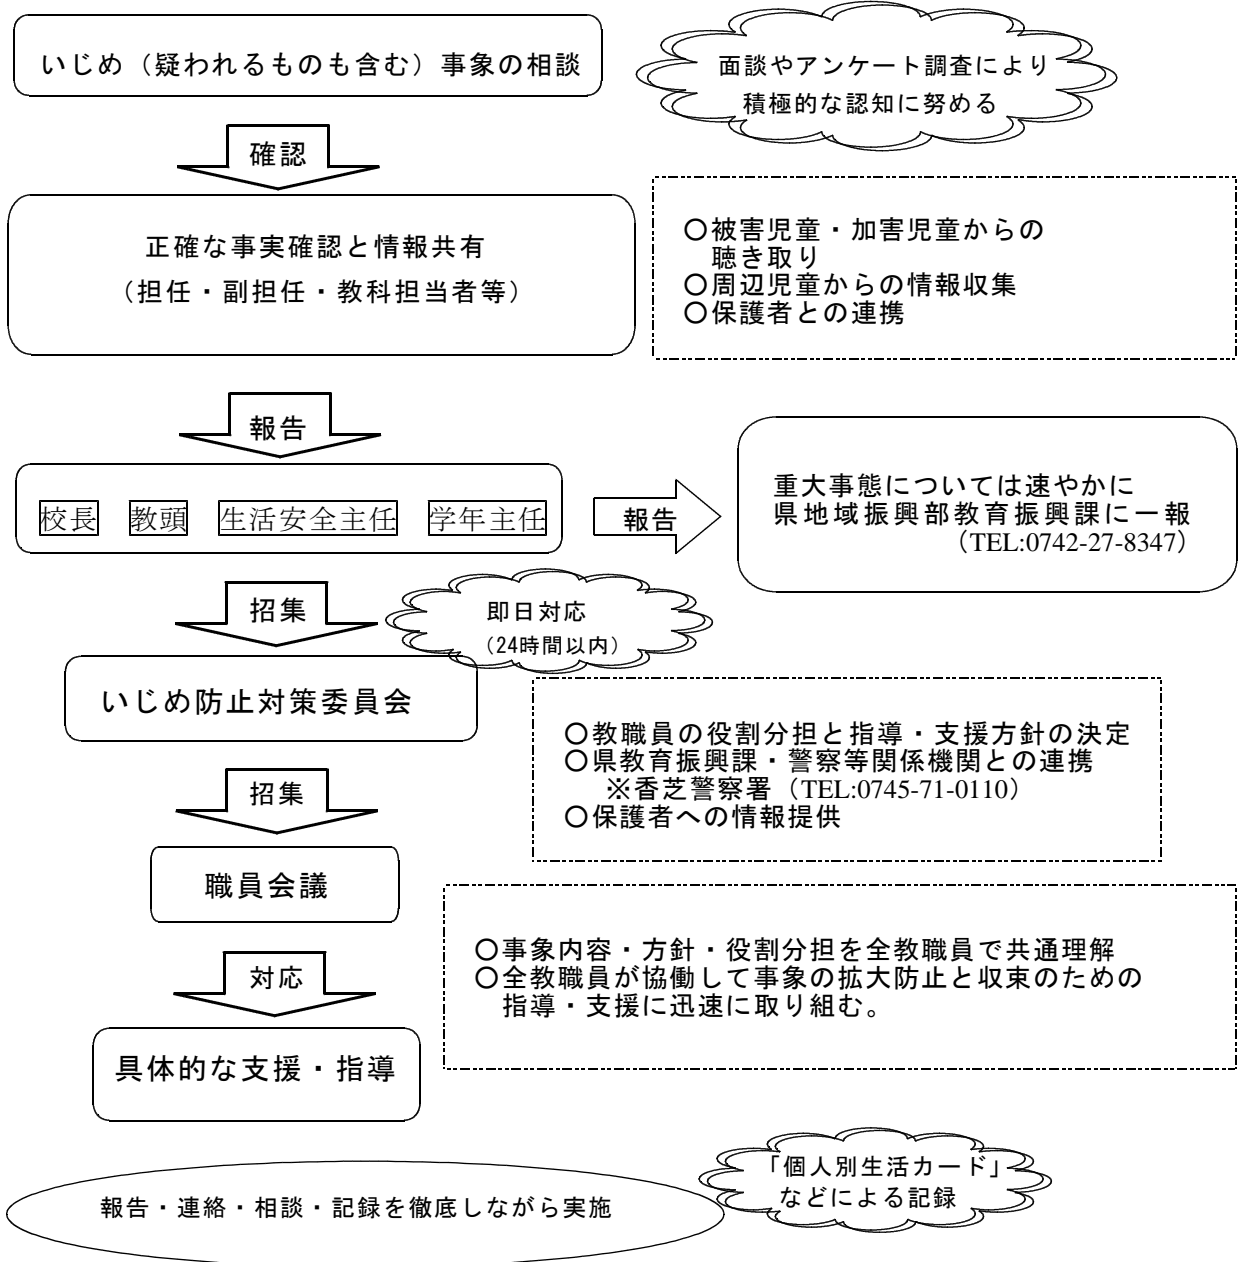 いじめ（疑われるものも含む）事象の相談
面談やアンケート調査により
積極的な認知に努める
確認
正確な事実確認と情報共有
（担任・副担任・教科担当者等）
〇被害児童・加害児童からの
聴き取り
〇周辺児童からの情報収集
〇保護者との連携
報告
校長 教頭 生活安全主任 学年主任
報告
重大事態については速やかに
県地域振興部教育振興課に一報
（TEL:0742-27-8347）
招集
即日対応
（24時間以内）
いじめ防止対策委員会
〇教職員の役割分担と指導・支援方針の決定
〇県教育振興課・警察等関係機関との連携
※香芝警察署（TEL:0745-71-0110）
〇保護者への情報提供
招集
職員会議
〇事象内容・方針・役割分担を全教職員で共通理解
〇全教職員が協働して事象の拡大防止と収束のための
指導・支援に迅速に取り組む。
対応
具体的な支援・指導
「個人別生活カード」
などによる記録
報告・連絡・相談・記録を徹底しながら実施